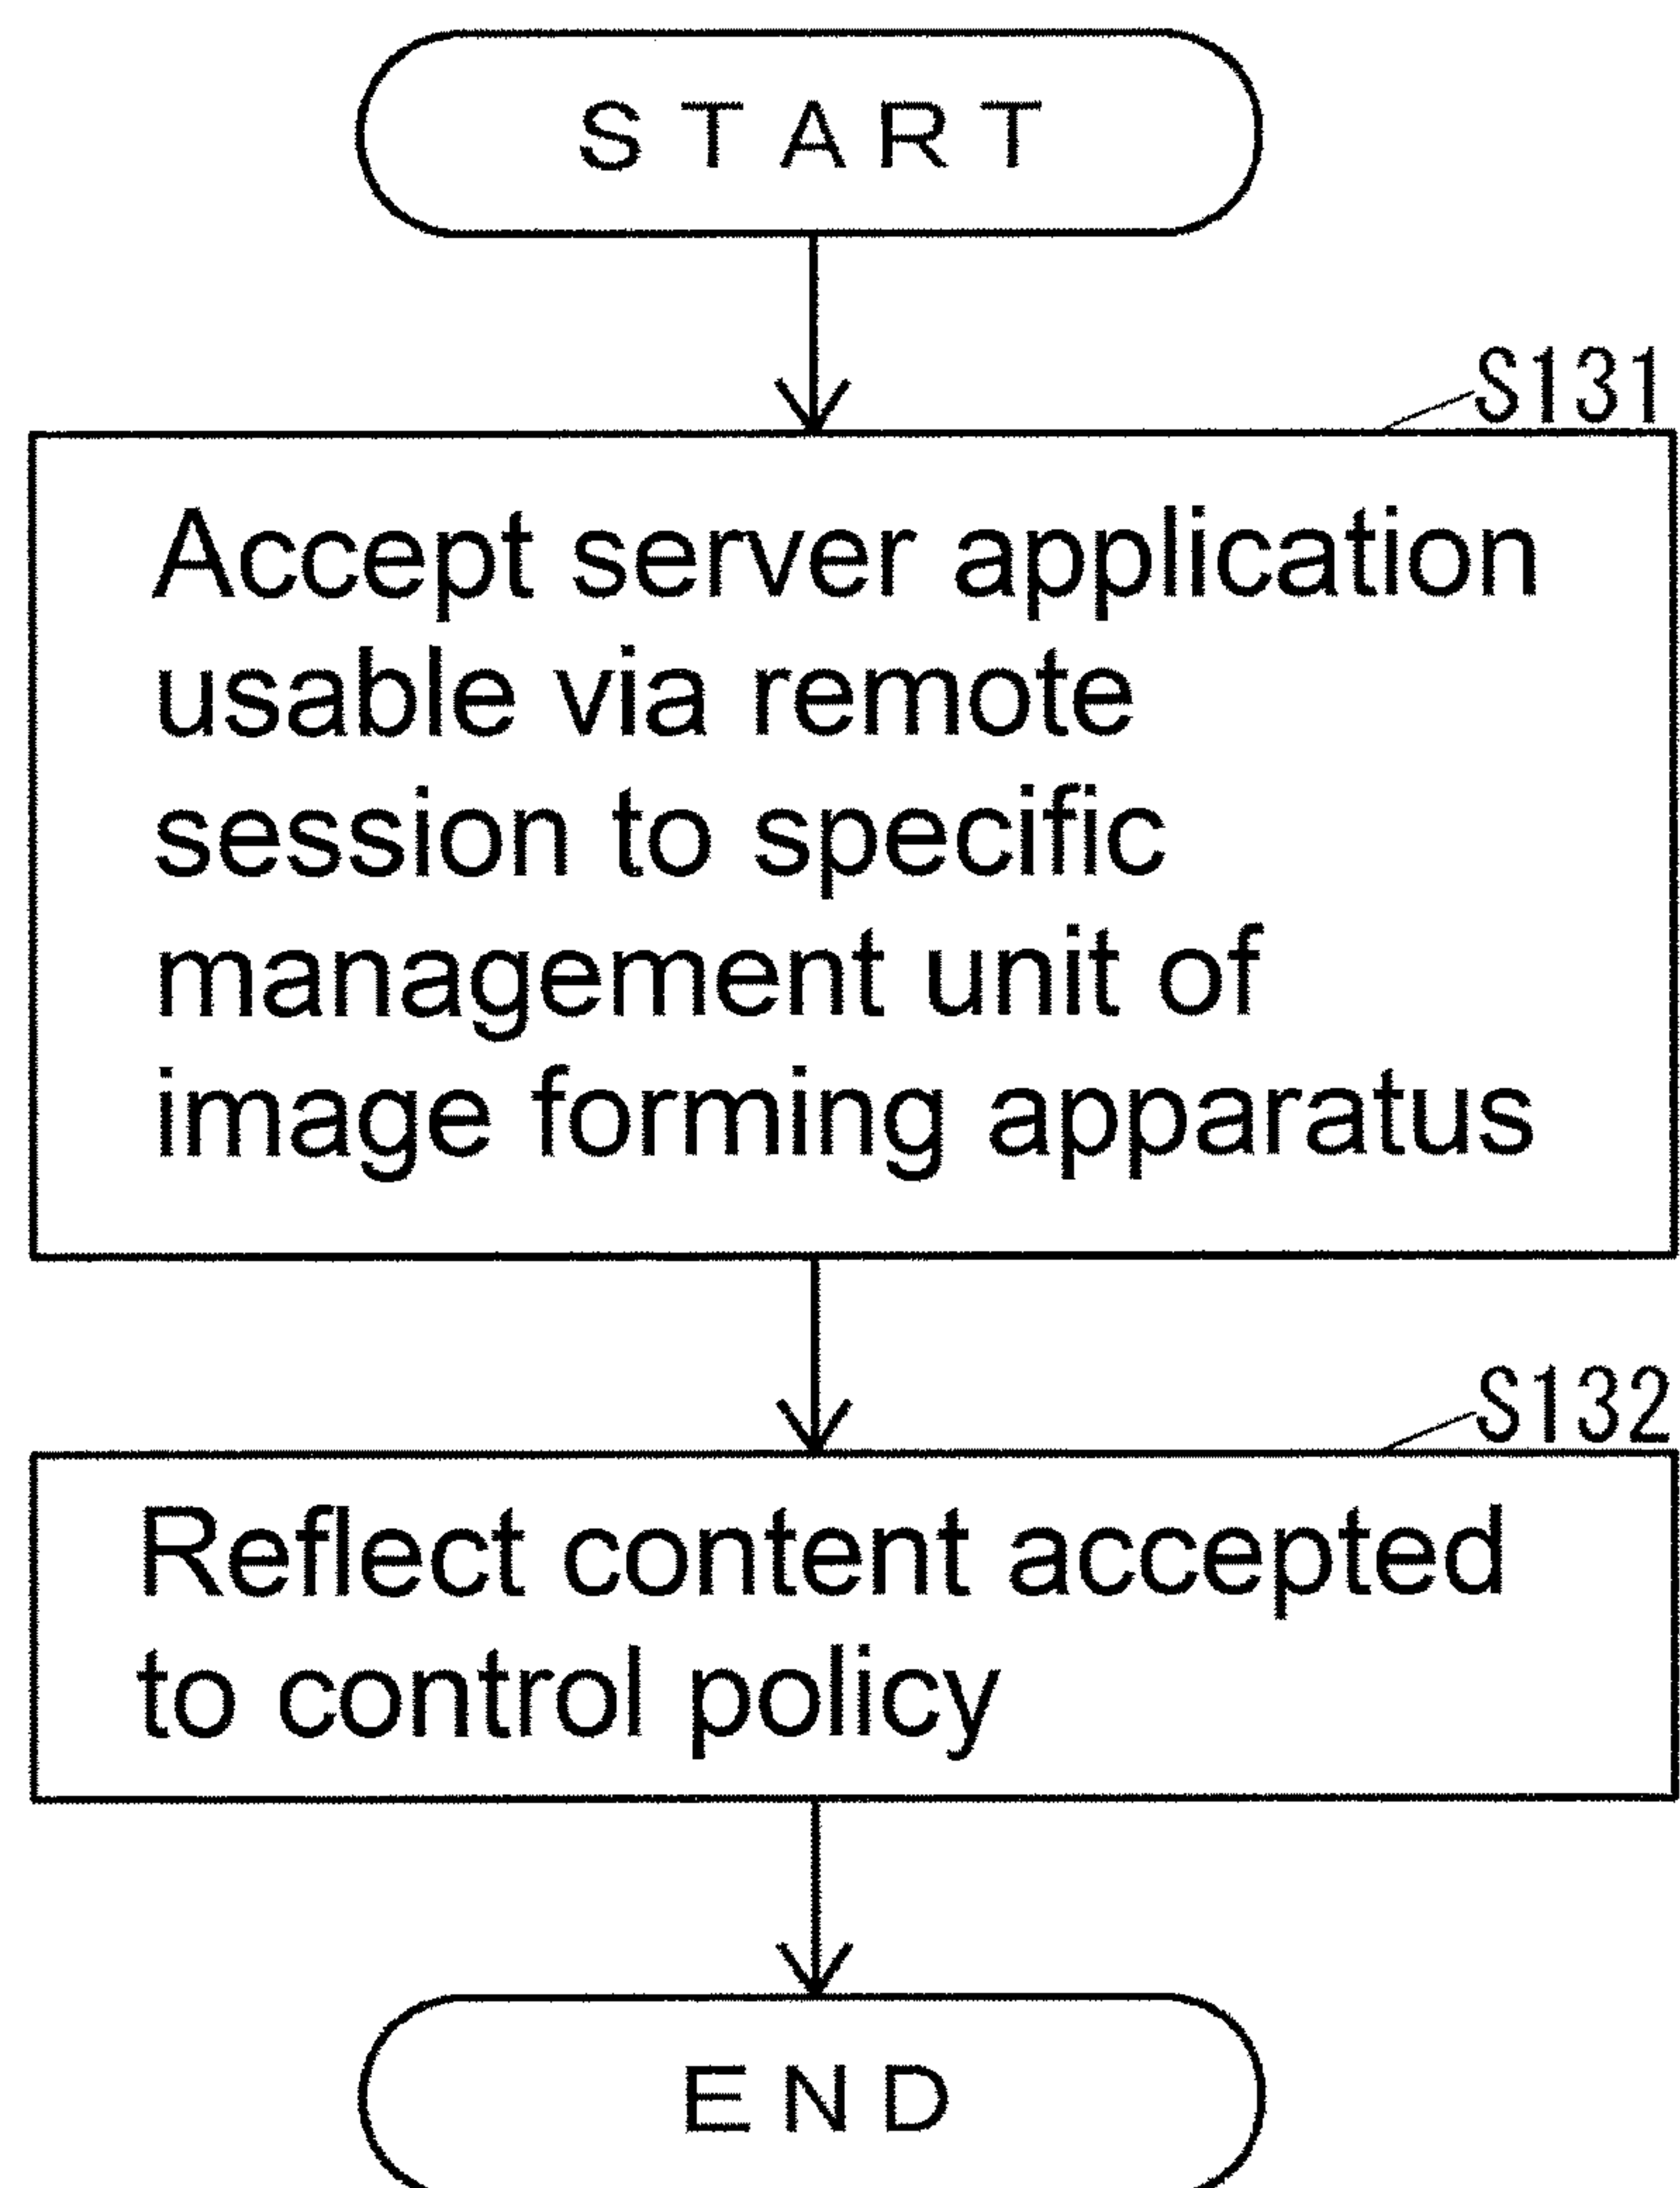 START
S131
Accept server application
usable via remote
session to specific
management unit of
image forming apparatus
S132
Reflect content accepted
to control policy
END